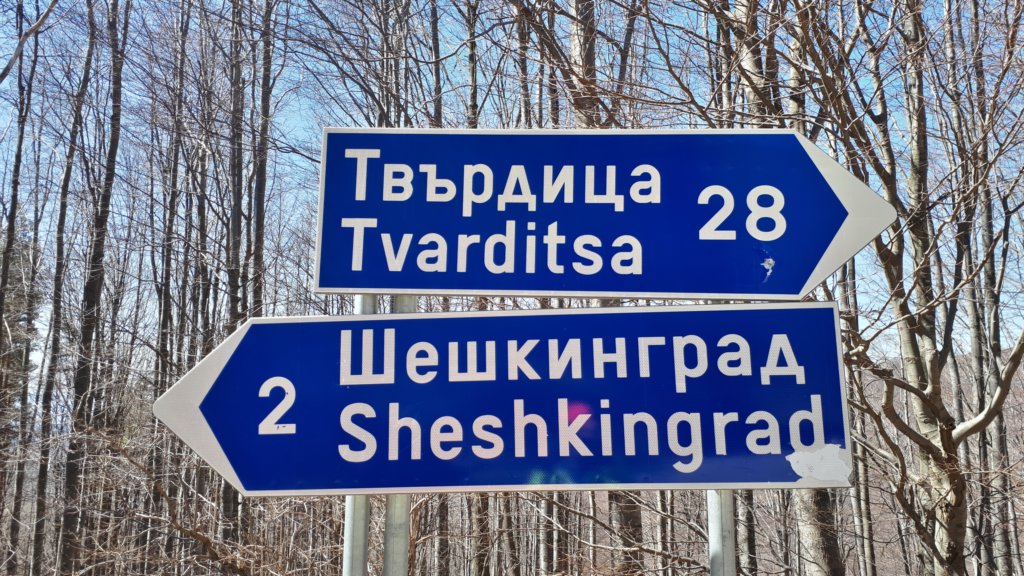 Твърдица
Tvarditsa
28
Шешкинград
Sheshkingrad
2